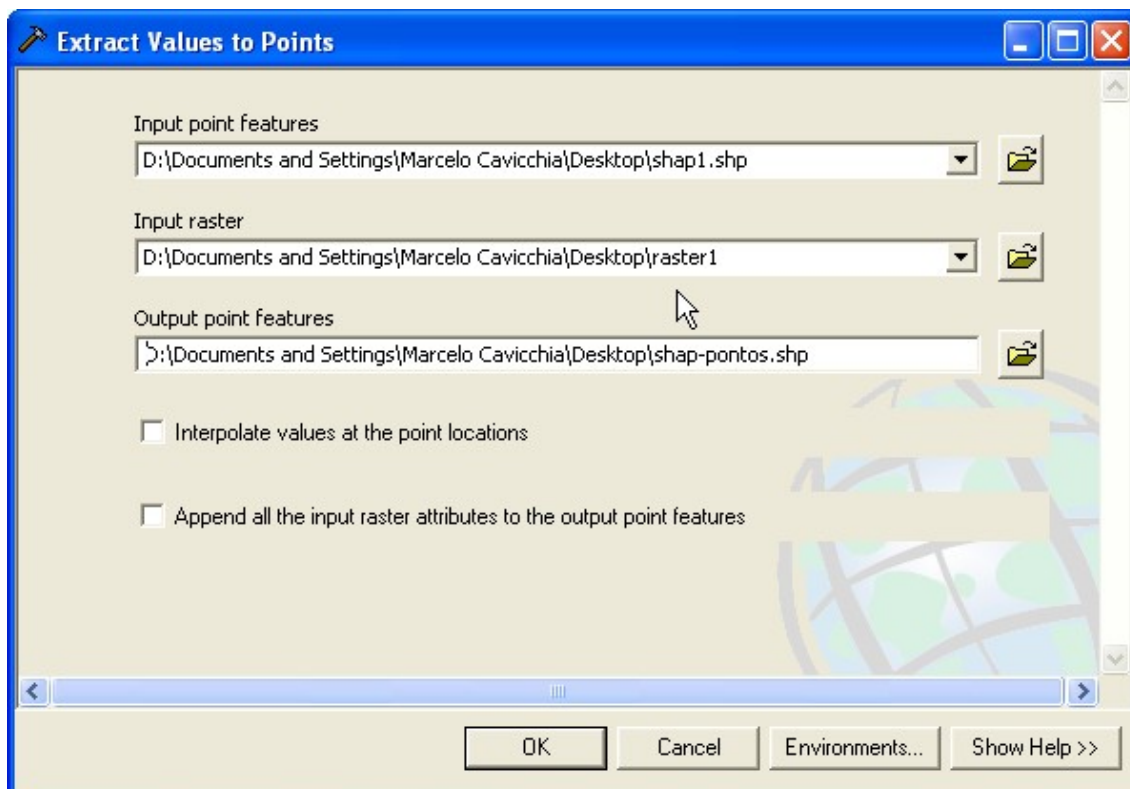 Extract Values to Points
Input point features
D:\Documents and Settings\Marcelo Cavicchia\Desktop\shap1.shp
Input raster
D:\Documents and Settings\Marcelo Cavicchia\Desktop\raster1
Output point features
D:\Documents and Settings\Marcelo Cavicchia\Desktop\shap-pontos.shp
Interpolate values at the point locations
Append all the input raster attributes to the output point features
OK Cancel Environments... Show Help >>